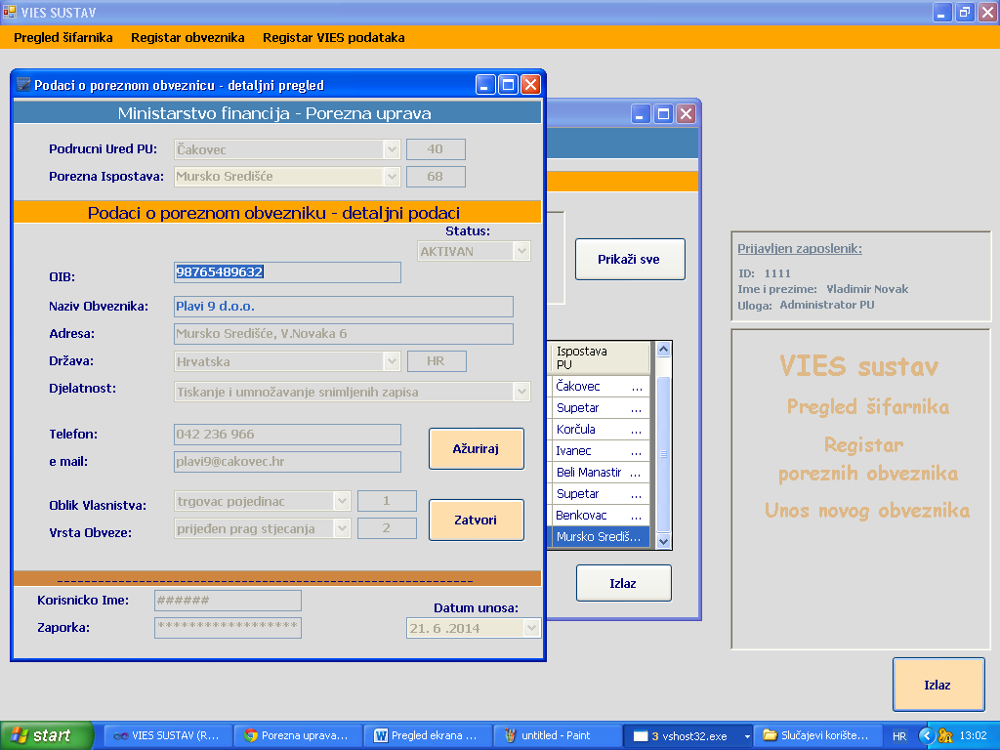 VIES SUSTAV
Pregled šifarnika Registar obveznika Registar VIES podataka
Podaci o poreznom obveznicu - detaljni pregled
Ministarstvo financija - Porezna uprava
Podrucni Ured PU: Čakovec 40
Porezna Ispostava: Mursko Središće 68
Podaci o poreznom obvezniku - detaljni podaci
Status:
AKTIVAN
OIB: 98765489632
Naziv Obveznika: Plavi 9 d.o.o.
Adresa: Mursko Središće, V.Novaka 6
Država: Hrvatska HR
Djelatnost: Tiskanje i umnožavanje snimljenih zapisa
Telefon: 042 236 966
e mail: plavi9@cakovec.hr
Ažuriraj
Oblik Vlasnistva: trgovac pojedinac 1
Vrsta Obveze: prijeđen prag stjecanja 2
Zatvori
--------------------------------------------------------------
Korisnicko Ime: ######
Zaporka: ******************
Datum unosa:
21. 6 .2014
Prikaži sve
Ispostava
PU
Čakovec ...
Supetar ...
Korčula ...
Ivanec ...
Beli Manastir ...
Supetar ...
Benkovac ...
Mursko Središ...
Izlaz
Prijavljen zaposlenik:
ID: 1111
Ime i prezime: Vladimir Novak
Uloga: Administrator PU
VIES sustav
Pregled šifarnika
Registar
poreznih obveznika
Unos novog obveznika
Izlaz
start VIES SUSTAV (R... Porezna uprava... Pregled ekrana ... untitled - Paint 3 vshost32.exe Slučajevi korište... HR 13:02